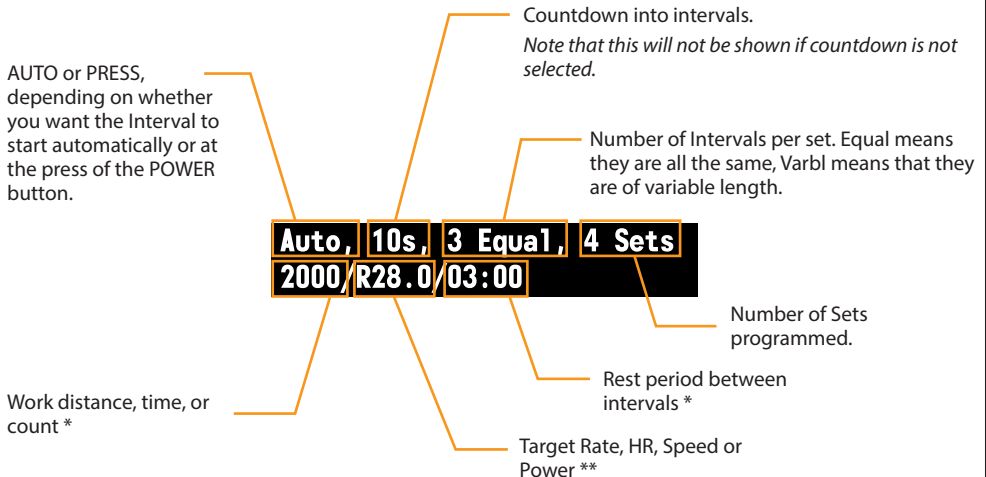 Countdown into intervals.
Note that this will not be shown if countdown is not
selected.
AUTO or PRESS,
depending on whether
you want the Interval to
start automatically or at
the press of the POWER
button.
Number of Intervals per set. Equal means
they are all the same, Varbl means that they
are of variable length.
Auto, 10s, 3 Equal, 4 Sets
2000/R28.0/03:00
Number of Sets
programmed.
Rest period between
intervals *
Work distance, time, or
count *
Target Rate, HR, Speed or
Power **